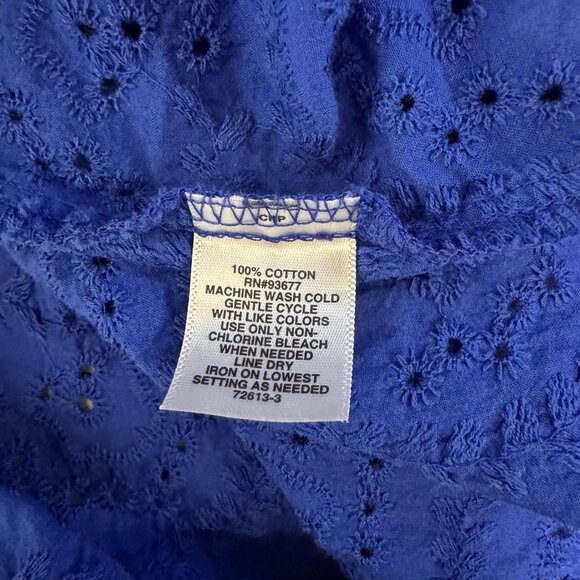 100% COTTON
RN#93677
MACHINE WASH COLD
GENTLE CYCLE
WITH LIKE COLORS
USE ONLY NON-
CHLORINE BLEACH
WHEN NEEDED
LINE DRY
IRON ON LOWEST
SETTING AS NEEDED
72613-3